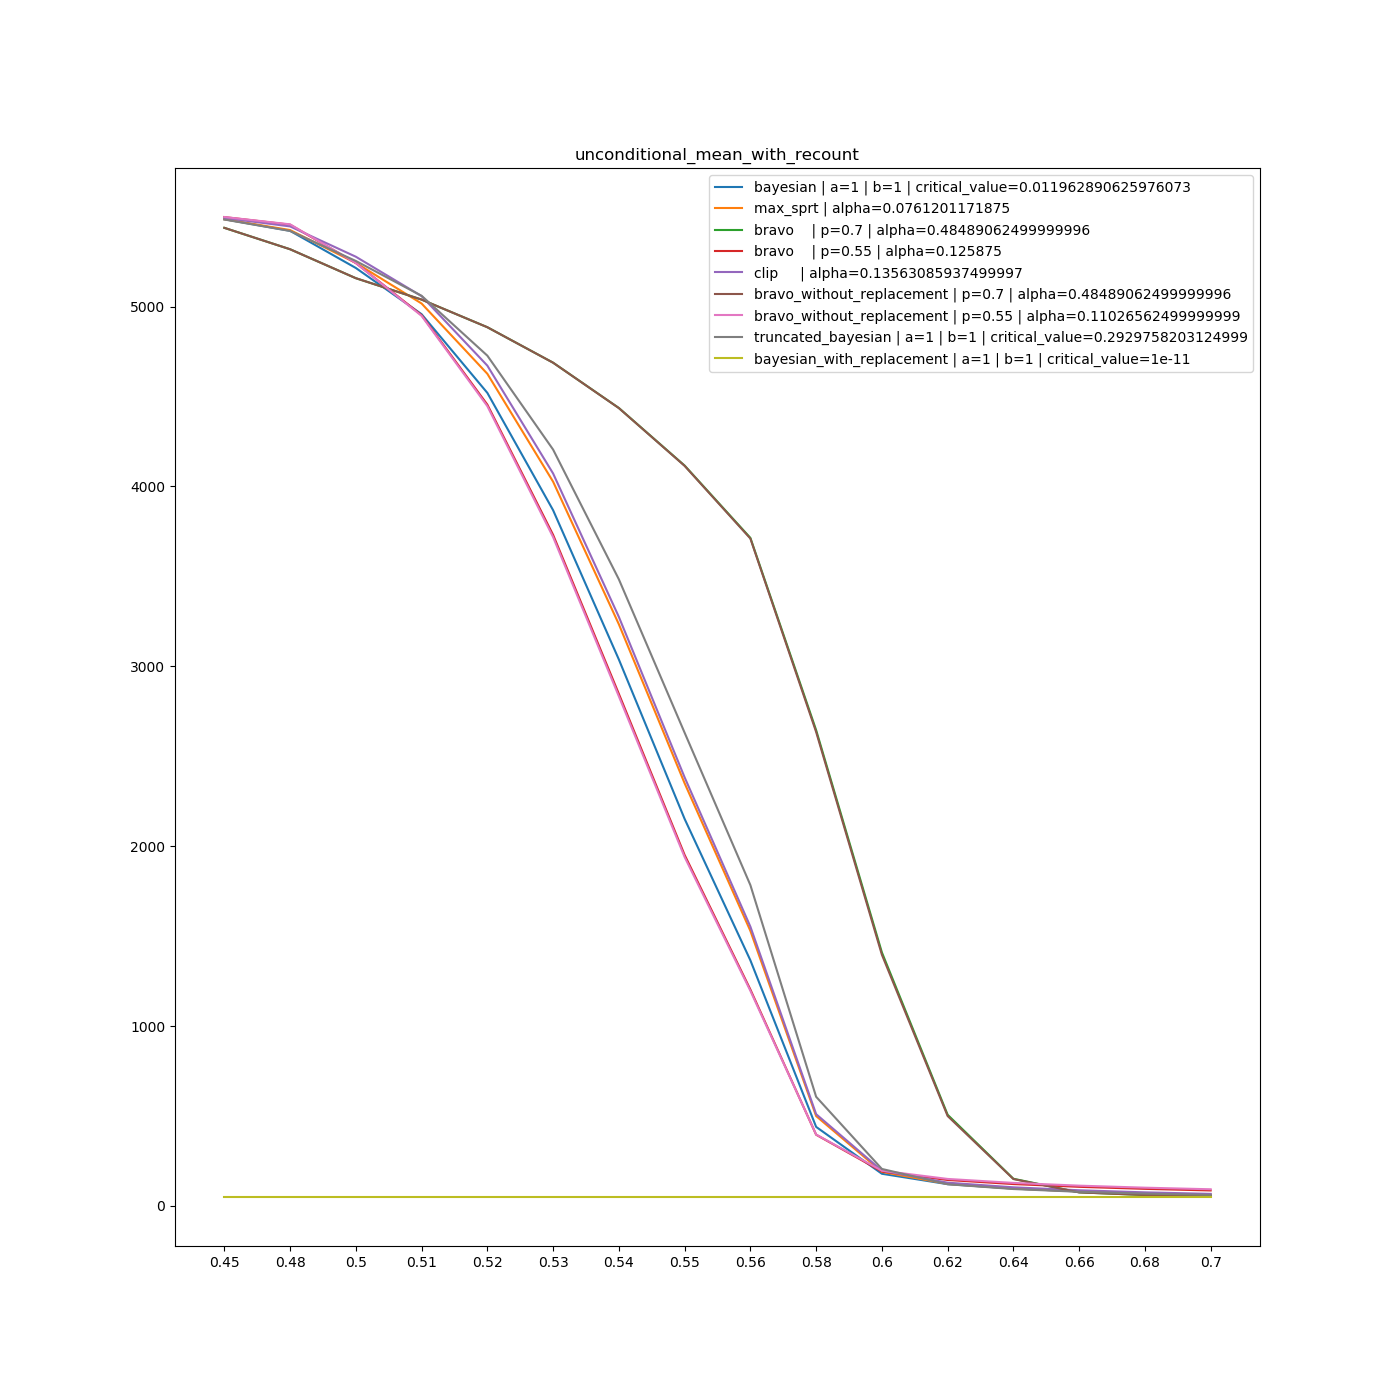 unconditional_mean_with_recount
bayesian | a=1 | b=1 | critical_value=0.011962890625976073
max_sprt | alpha=0.0761201171875
bravo    | p=0.7 | alpha=0.48489062499999996
bravo    | p=0.55 | alpha=0.125875
clip     | alpha=0.13563085937499997
bravo_without_replacement | p=0.7 | alpha=0.48489062499999996
bravo_without_replacement | p=0.55 | alpha=0.11026562499999999
truncated_bayesian | a=1 | b=1 | critical_value=0.2929758203124999
bayesian_with_replacement | a=1 | b=1 | critical_value=1e-11
5000
4000
3000
2000
1000
0
0.45 0.48 0.5 0.51 0.52 0.53 0.54 0.55 0.56 0.58 0.6 0.62 0.64 0.66 0.68 0.7